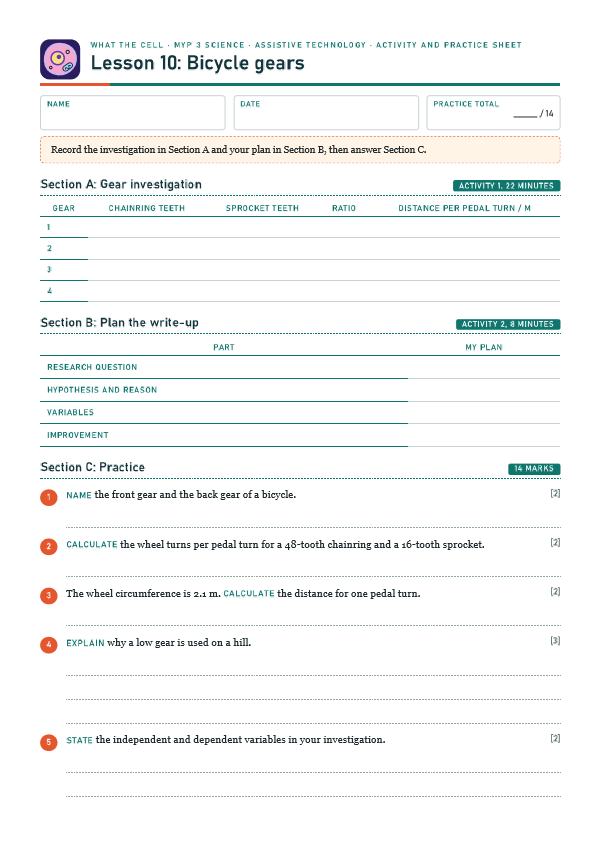 WHAT THE CELL · MYP 3 SCIENCE · ASSISTIVE TECHNOLOGY · ACTIVITY AND PRACTICE SHEET
Lesson 10: Bicycle gears
NAME
DATE
PRACTICE TOTAL
_____ / 14
Record the investigation in Section A and your plan in Section B, then answer Section C.
Section A: Gear investigation
ACTIVITY 1, 22 MINUTES
GEAR CHAINRING TEETH SPROCKET TEETH RATIO DISTANCE PER PEDAL TURN / M
1
2
3
4
Section B: Plan the write-up
ACTIVITY 2, 8 MINUTES
PART MY PLAN
RESEARCH QUESTION
HYPOTHESIS AND REASON
VARIABLES
IMPROVEMENT
Section C: Practice
14 MARKS
1 NAME the front gear and the back gear of a bicycle. [2]
2 CALCULATE the wheel turns per pedal turn for a 48-tooth chainring and a 16-tooth sprocket. [2]
3 The wheel circumference is 2.1 m. CALCULATE the distance for one pedal turn. [2]
4 EXPLAIN why a low gear is used on a hill. [3]
5 STATE the independent and dependent variables in your investigation. [2]